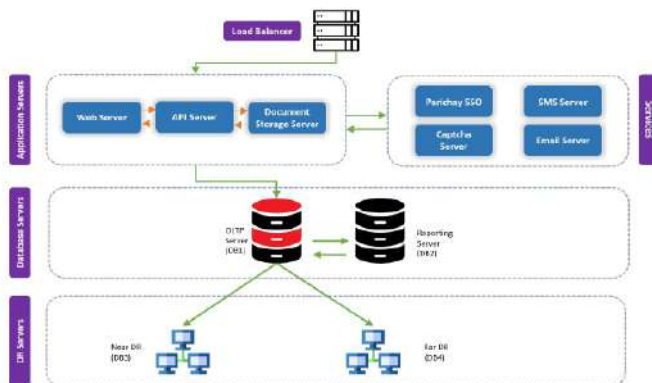 Load Balancer
Application Servers
Web Server
API Server
Document
Storage Server
Parichay SSO
SMS Server
Captcha
Server
Email Server
Services
Database Servers
OLTP
Server
(DB1)
Reporting
Server
(DB2)
DR Servers
Near DR
(DB3)
Far DR
(DB4)